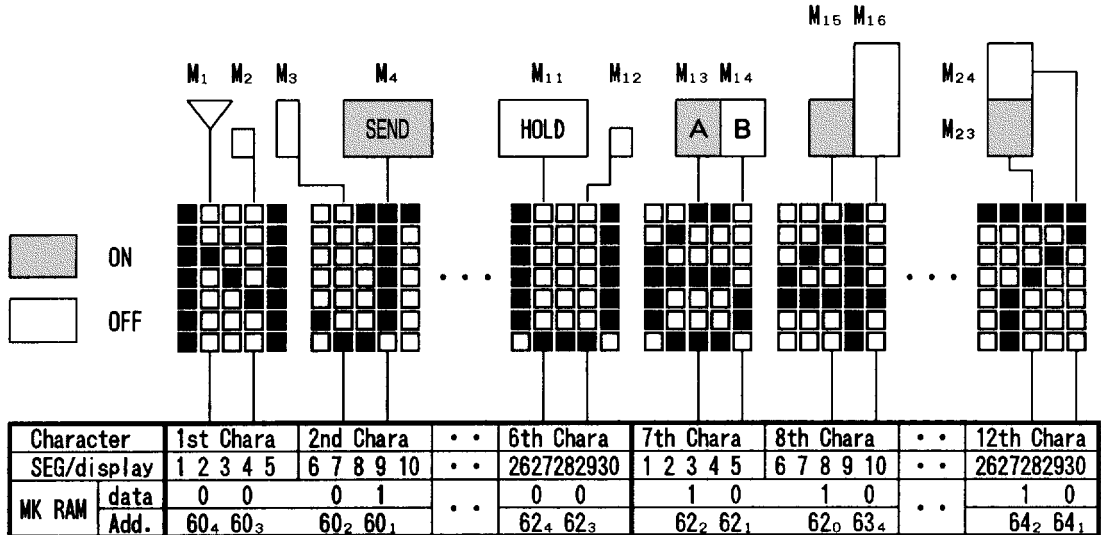 M₁₅ M₁₆
M₁ M₂ M₃ M₄ M₁₁ M₁₂ M₁₃ M₁₄ M₂₄
SEND HOLD A B M₂₃
ON · · · · · ·
OFF
Character 1st Chara 2nd Chara · · 6th Chara 7th Chara 8th Chara · · 12th Chara
SEG/display 1 2 3 4 5 6 7 8 9 10 · · 2627282930 1 2 3 4 5 6 7 8 9 10 · · 2627282930
MK RAM data 0 0 0 1 · · 0 0 1 0 1 0 · · 1 0
Add. 60₄ 60₃ 60₂ 60₁ 62₄ 62₃ 62₂ 62₁ 62₀ 63₄ 64₂ 64₁